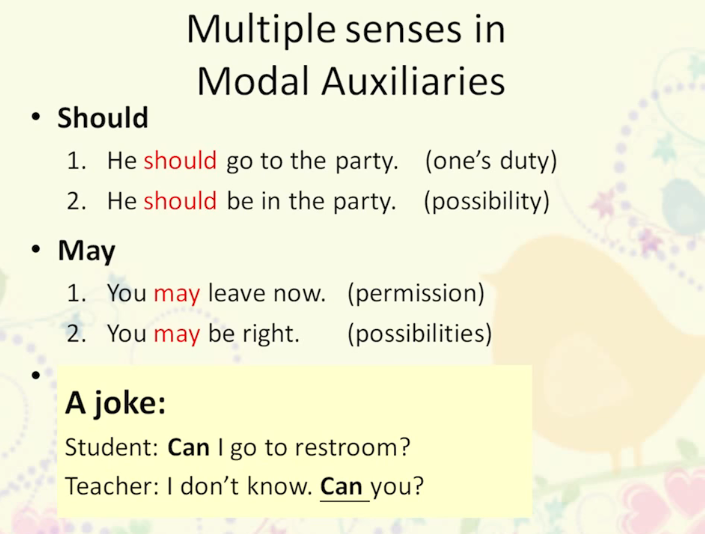 Multiple senses in
Modal Auxiliaries
• Should
1. He should go to the party. (one's duty)
2. He should be in the party. (possibility)
• May
1. You may leave now. (permission)
2. You may be right. (possibilities)
•
A joke:
Student: Can I go to restroom?
Teacher: I don't know. Can you?